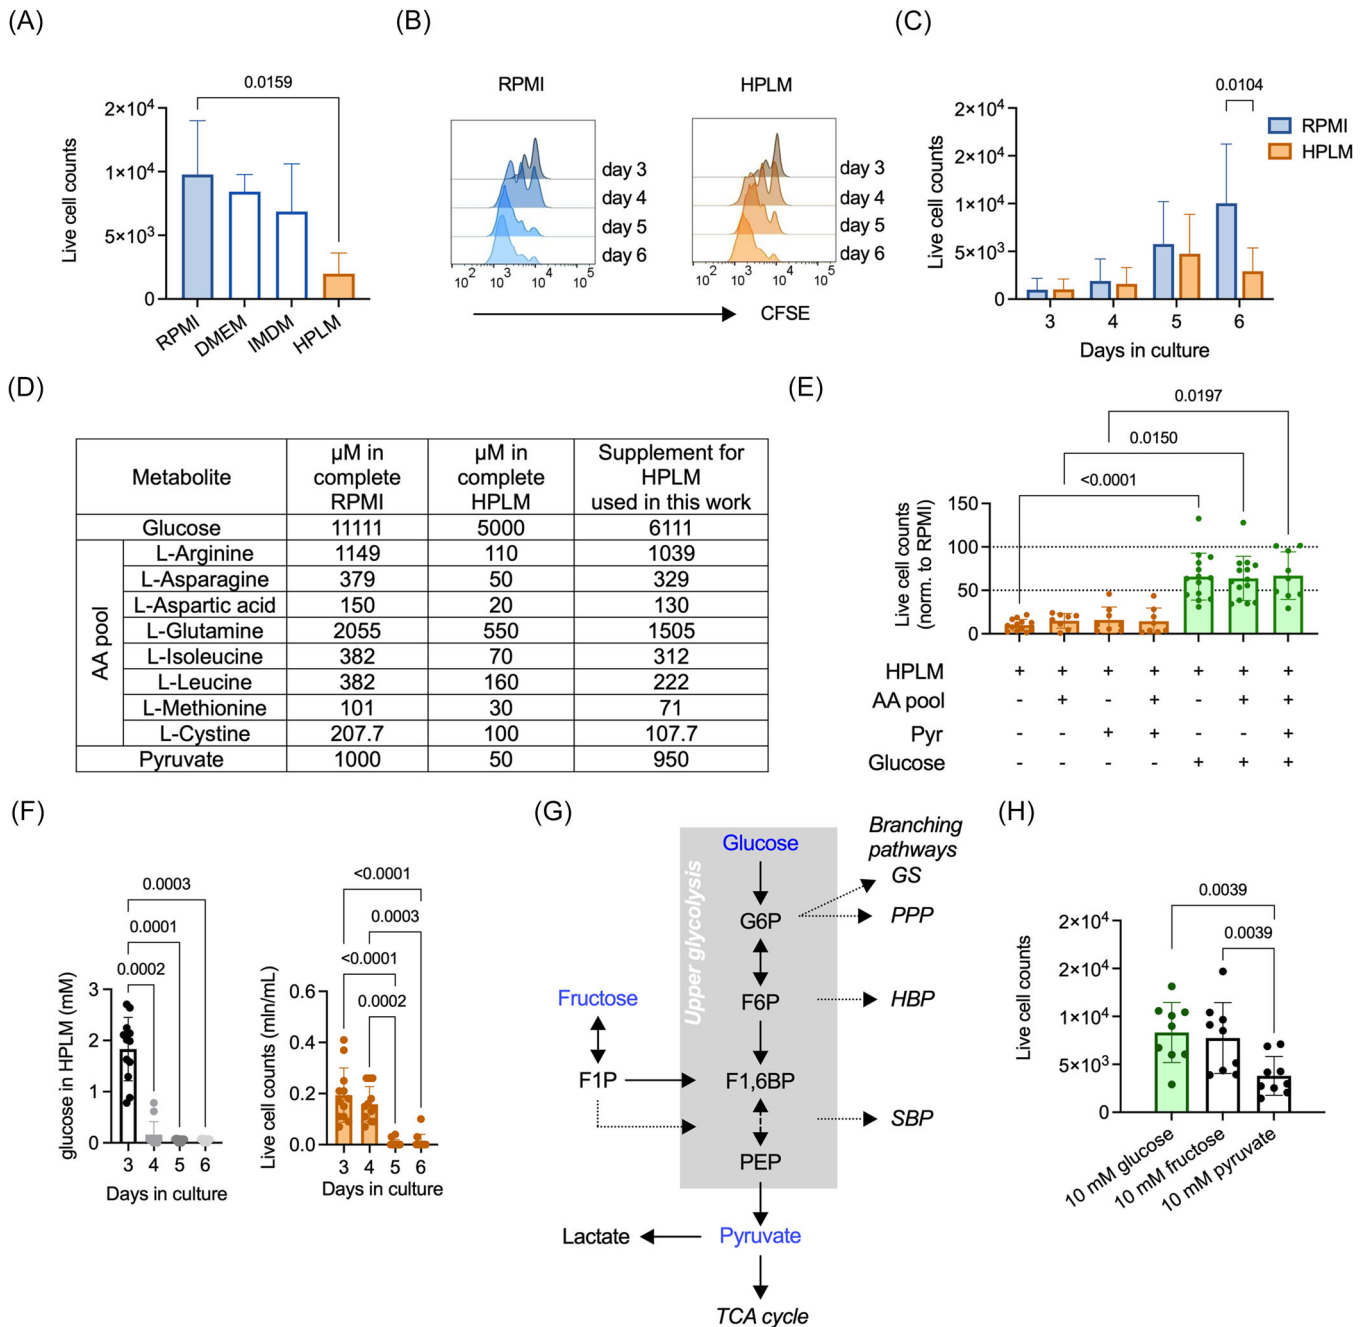 (A)
0.0159
2×10⁴
1×10⁴
5×10³
0
Live cell counts
RPMI
DMEM
IMDM
HPLM
(B)
RPMI
HPLM
day 3
day 4
day 5
day 6
day 3
day 4
day 5
day 6
10² 10³ 10⁴ 10⁵
10² 10³ 10⁴ 10⁵
CFSE
(C)
0.0104
2×10⁴
2×10⁴
1×10⁴
5×10³
0
Live cell counts
RPMI
HPLM
3 4 5 6
Days in culture
(D)
Metabolite | µM in complete RPMI | µM in complete HPLM | Supplement for HPLM used in this work
Glucose 11111 5000 6111
AA pool
L-Arginine 1149 110 1039
L-Asparagine 379 50 329
L-Aspartic acid 150 20 130
L-Glutamine 2055 550 1505
L-Isoleucine 382 70 312
L-Leucine 382 160 222
L-Methionine 101 30 71
L-Cystine 207.7 100 107.7
Pyruvate 1000 50 950
(E)
0.0197
0.0150
<0.0001
150
100
50
0
Live cell counts
(norm. to RPMI)
HPLM + + + + + + +
AA pool - + - + - + +
Pyr - - + + - - +
Glucose - - - - + + +
(F)
0.0003
0.0001
0.0002
3
2
1
0
glucose in HPLM (mM)
3 4 5 6
Days in culture
<0.0001
0.0003
<0.0001
0.0002
0.6
0.4
0.2
0.0
Live cell counts (mln/mL)
3 4 5 6
Days in culture
(G)
Upper glycolysis
Branching
pathways
Glucose
GS
G6P
PPP
Fructose
F6P
HBP
F1P
F1,6BP
SBP
PEP
Lactate
Pyruvate
TCA cycle
(H)
0.0039
0.0039
2×10⁴
2×10⁴
1×10⁴
5×10³
0
Live cell counts
10 mM glucose
10 mM fructose
10 mM pyruvate